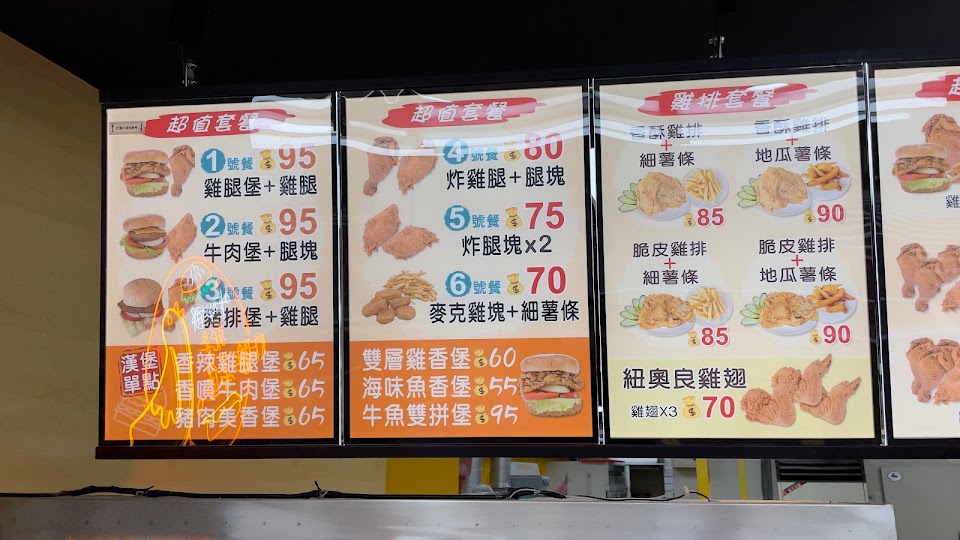 超值套餐
1號餐 95
雞腿堡+雞腿
2號餐 95
牛肉堡+腿塊
3號餐 95
豬排堡+雞腿
漢堡
單點
香辣雞腿堡 65
香噴牛肉堡 65
豬肉美香堡 65
超值套餐
4號餐 80
炸雞腿+腿塊
5號餐 75
炸腿塊x2
6號餐 70
麥克雞塊+細薯條
雙層雞香堡 60
海味魚香堡 55
牛魚雙拼堡 95
雞排套餐
香酥雞排
+
細薯條
85
香酥雞排
+
地瓜薯條
90
脆皮雞排
+
細薯條
85
脆皮雞排
+
地瓜薯條
90
紐奧良雞翅
雞翅X3 70
超
雞